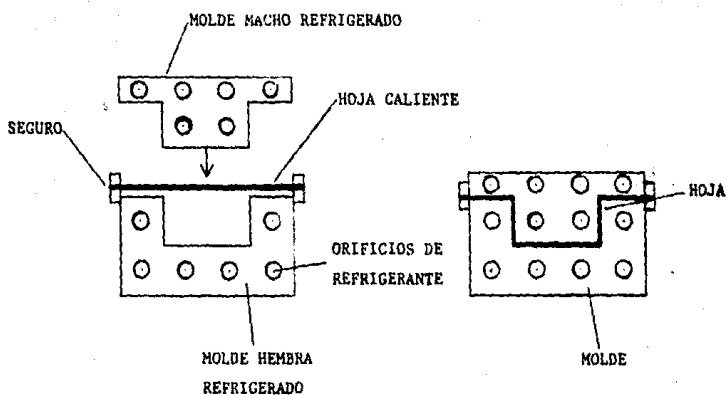 MOLDE MACHO REFRIGERADO
HOJA CALIENTE
SEGURO
HOJA
ORIFICIOS DE
REFRIGERANTE
MOLDE HEMBRA
REFRIGERADO
MOLDE